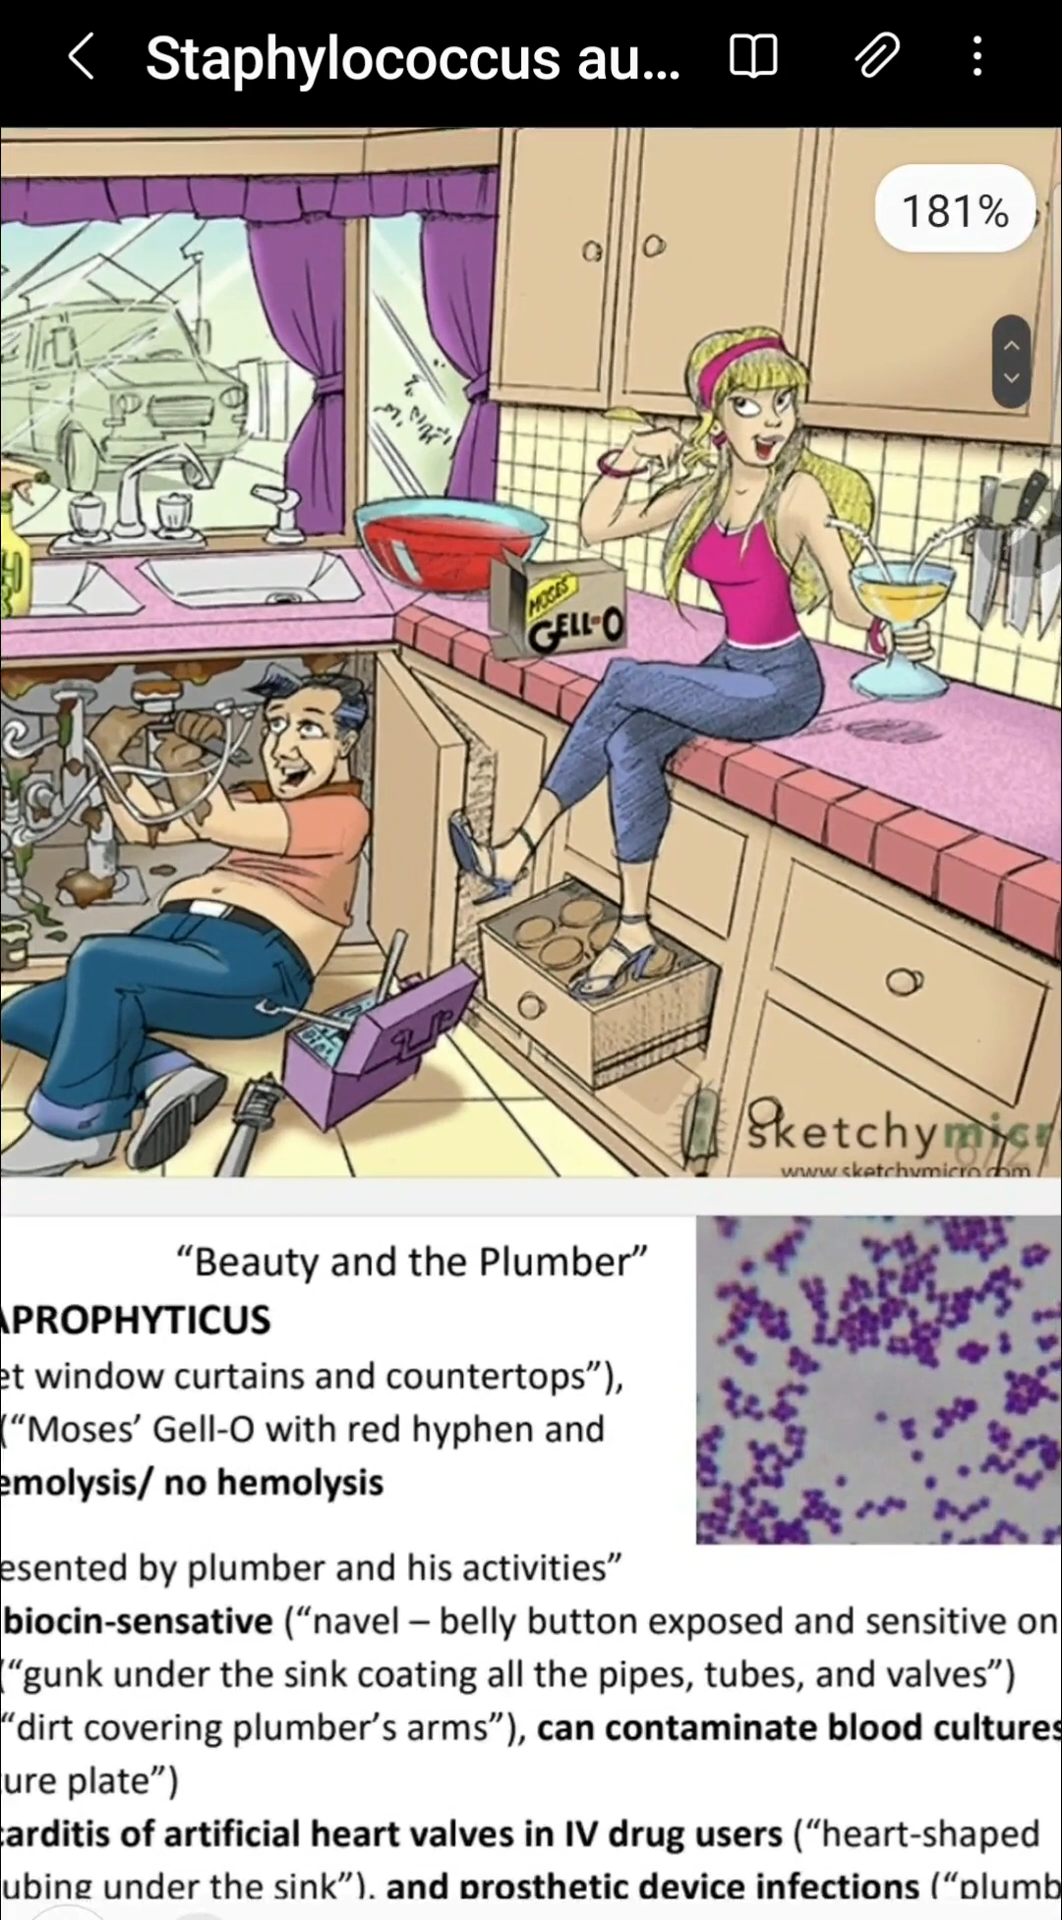 Staphylococcus au...
181%
MOSES'
GELL-O
sketchymicr
www.sketchymicro.com
“Beauty and the Plumber”
APROPHYTICUS
et window curtains and countertops”),
(“Moses’ Gell-O with red hyphen and
emolysis/ no hemolysis
esented by plumber and his activities”
biocin-sensative (“navel – belly button exposed and sensitive on
(“gunk under the sink coating all the pipes, tubes, and valves”)
“dirt covering plumber’s arms”), can contaminate blood cultures
ure plate”)
carditis of artificial heart valves in IV drug users (“heart-shaped
ubing under the sink”). and prosthetic device infections (“plumb